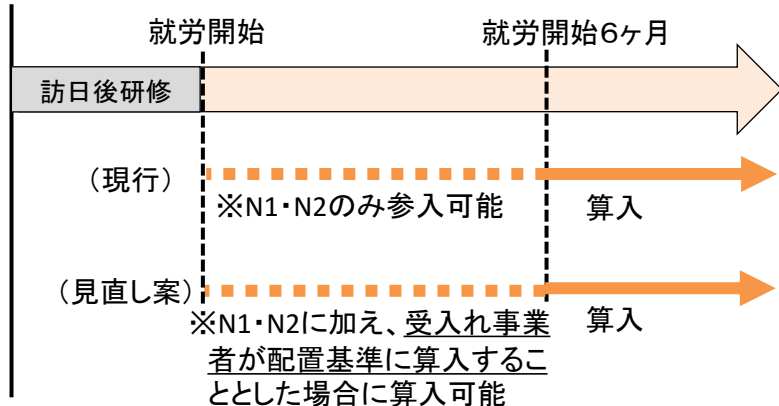 就労開始
就労開始6ヶ月
訪日後研修
（現行）
※N1・N2のみ参入可能
算入
（見直し案）
※N1・N2に加え、受入れ事業
者が配置基準に算入するこ
ととした場合に算入可能
算入